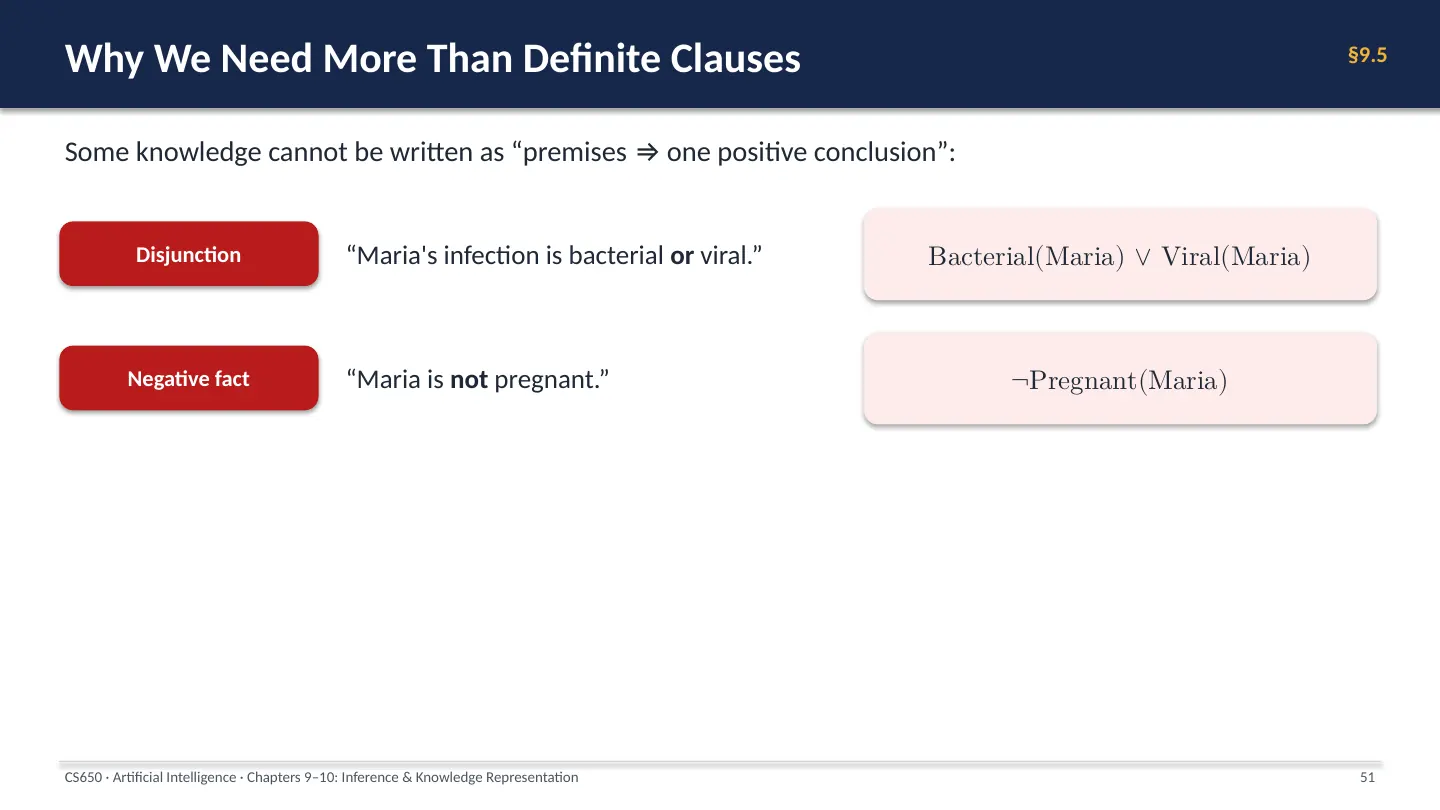 Why We Need More Than Definite Clauses
§9.5
Some knowledge cannot be written as “premises ⇒ one positive conclusion”:
Disjunction
“Maria's infection is bacterial or viral.”
Bacterial(Maria) ∨ Viral(Maria)
Negative fact
“Maria is not pregnant.”
¬Pregnant(Maria)
CS650 · Artificial Intelligence · Chapters 9–10: Inference & Knowledge Representation
51